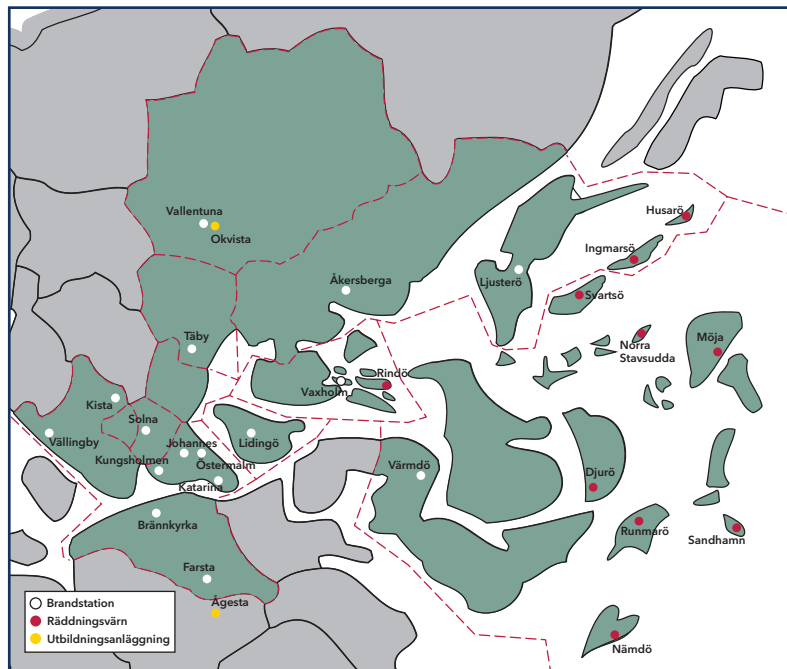 Husarö
Vallentuna
Okvista
Ingmarsö
Åkersberga
Ljusterö
Svartsö
Täby
Norra
Stavsudda
Möja
Rindö
Vaxholm
Kista
Solna
Vällingby
Johannes
Lidingö
Kungsholmen
Östermalm
Värmdö
Djurö
Katarina
Brännkyrka
Runmarö
Sandhamn
Farsta
Ågesta
Brandstation
Räddningsvärn
Utbildningsanläggning
Nämdö